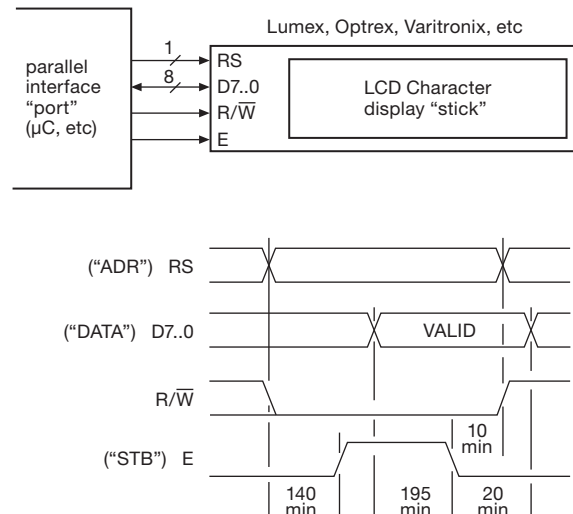 Lumex, Optrex, Varitronix, etc
parallel
interface
“port”
(µC, etc)
1
8
RS
D7..0
R/W̅
E
LCD Character
display “stick”
(“ADR”) RS
(“DATA”) D7..0
VALID
R/W̅
10
min
(“STB”) E
140
min
195
min
20
min